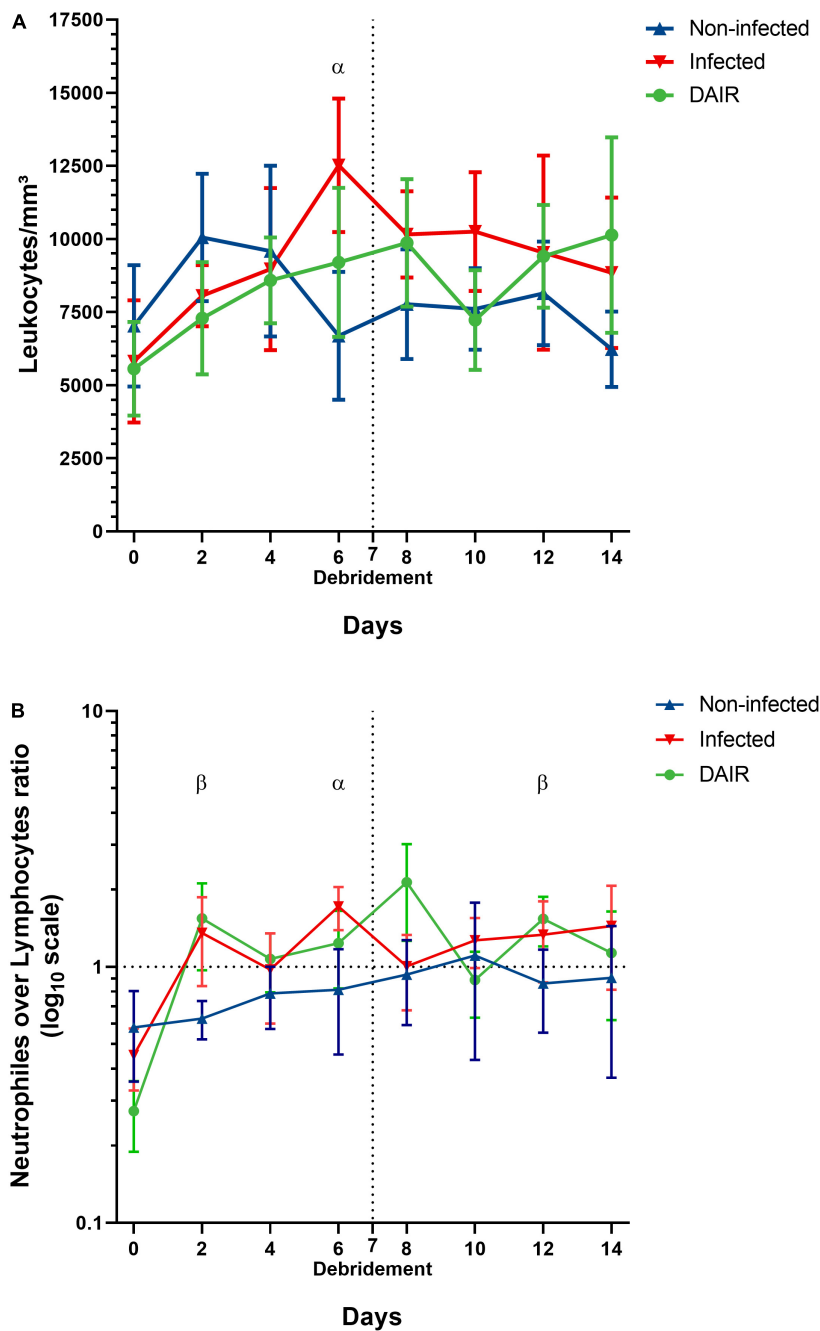 A
17500
15000
12500
10000
7500
5000
2500
0
Leukocytes/mm³
α
Non-infected
Infected
DAIR
0 2 4 6 7 8 10 12 14
Debridement
Days
B
10
1
0.1
Neutrophiles over Lymphocytes ratio
(log₁₀ scale)
β α β
Non-infected
Infected
DAIR
0 2 4 6 7 8 10 12 14
Debridement
Days